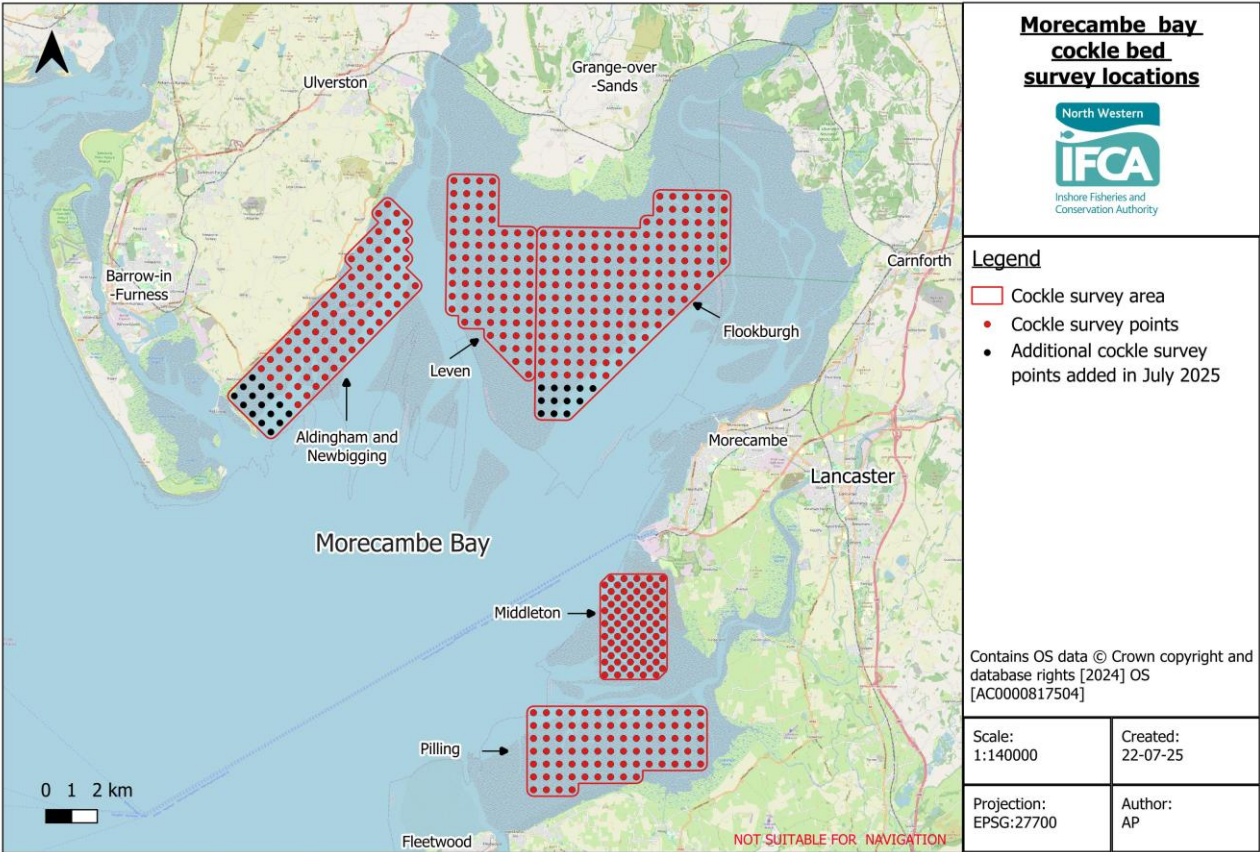 Ulverston
Grange-over
-Sands
Barrow-in
-Furness
Carnforth
Flookburgh
Leven
Aldingham and
Newbigging
Morecambe
Lancaster
Morecambe Bay
Middleton
Pilling
0 1 2 km
Fleetwood
NOT SUITABLE FOR NAVIGATION
Morecambe bay
cockle bed
survey locations
North Western
IFCA
Inshore Fisheries and
Conservation Authority
Legend
Cockle survey area
Cockle survey points
Additional cockle survey
points added in July 2025
Contains OS data © Crown copyright and
database rights [2024] OS
[AC0000817504]
Scale:
1:140000
Created:
22-07-25
Projection:
EPSG:27700
Author:
AP